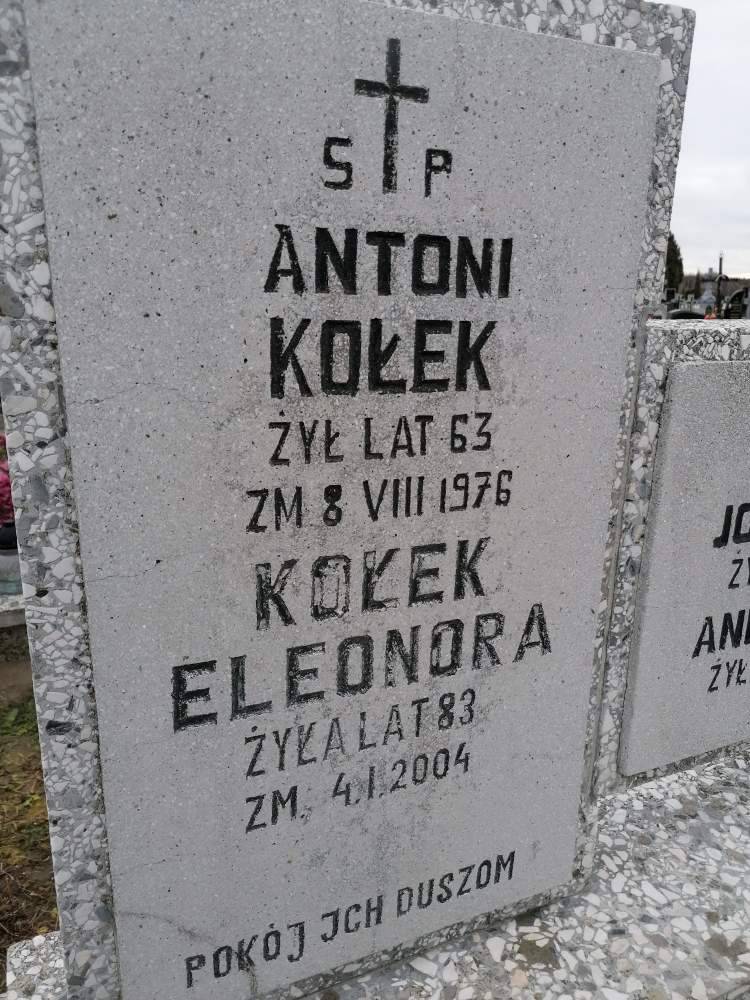 S P
ANTONI
KOŁEK
ŻYŁ LAT 63
ZM 8 VIII 1976
KOŁEK
ELEONORA
ŻYŁA LAT 83
ZM. 4.I.2004
POKÓJ JCH DUSZOM